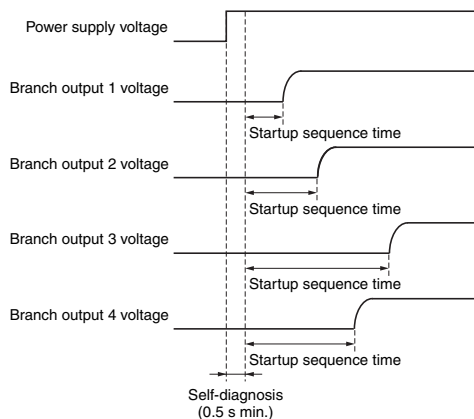 Power supply voltage
Branch output 1 voltage
Startup sequence time
Branch output 2 voltage
Startup sequence time
Branch output 3 voltage
Startup sequence time
Branch output 4 voltage
Startup sequence time
Self-diagnosis
(0.5 s min.)